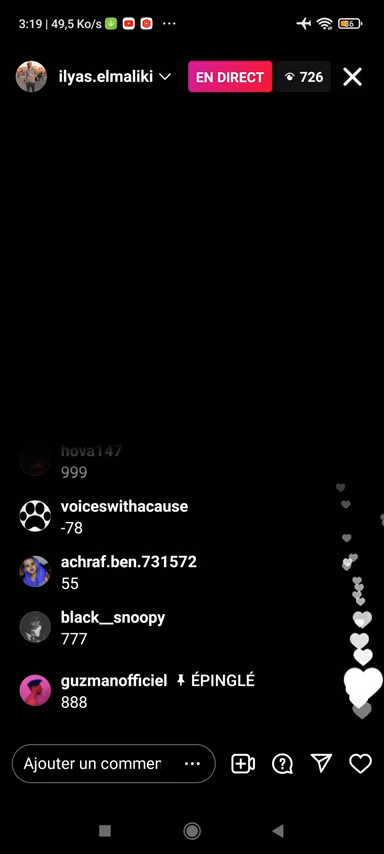 3:19 | 49,5 Ko/s
86
ilyas.elmaliki
EN DIRECT
726
hova147
999
voiceswithacause
-78
achraf.ben.731572
55
black__snoopy
777
guzmanofficiel ÉPINGLÉ
888
Ajouter un commen